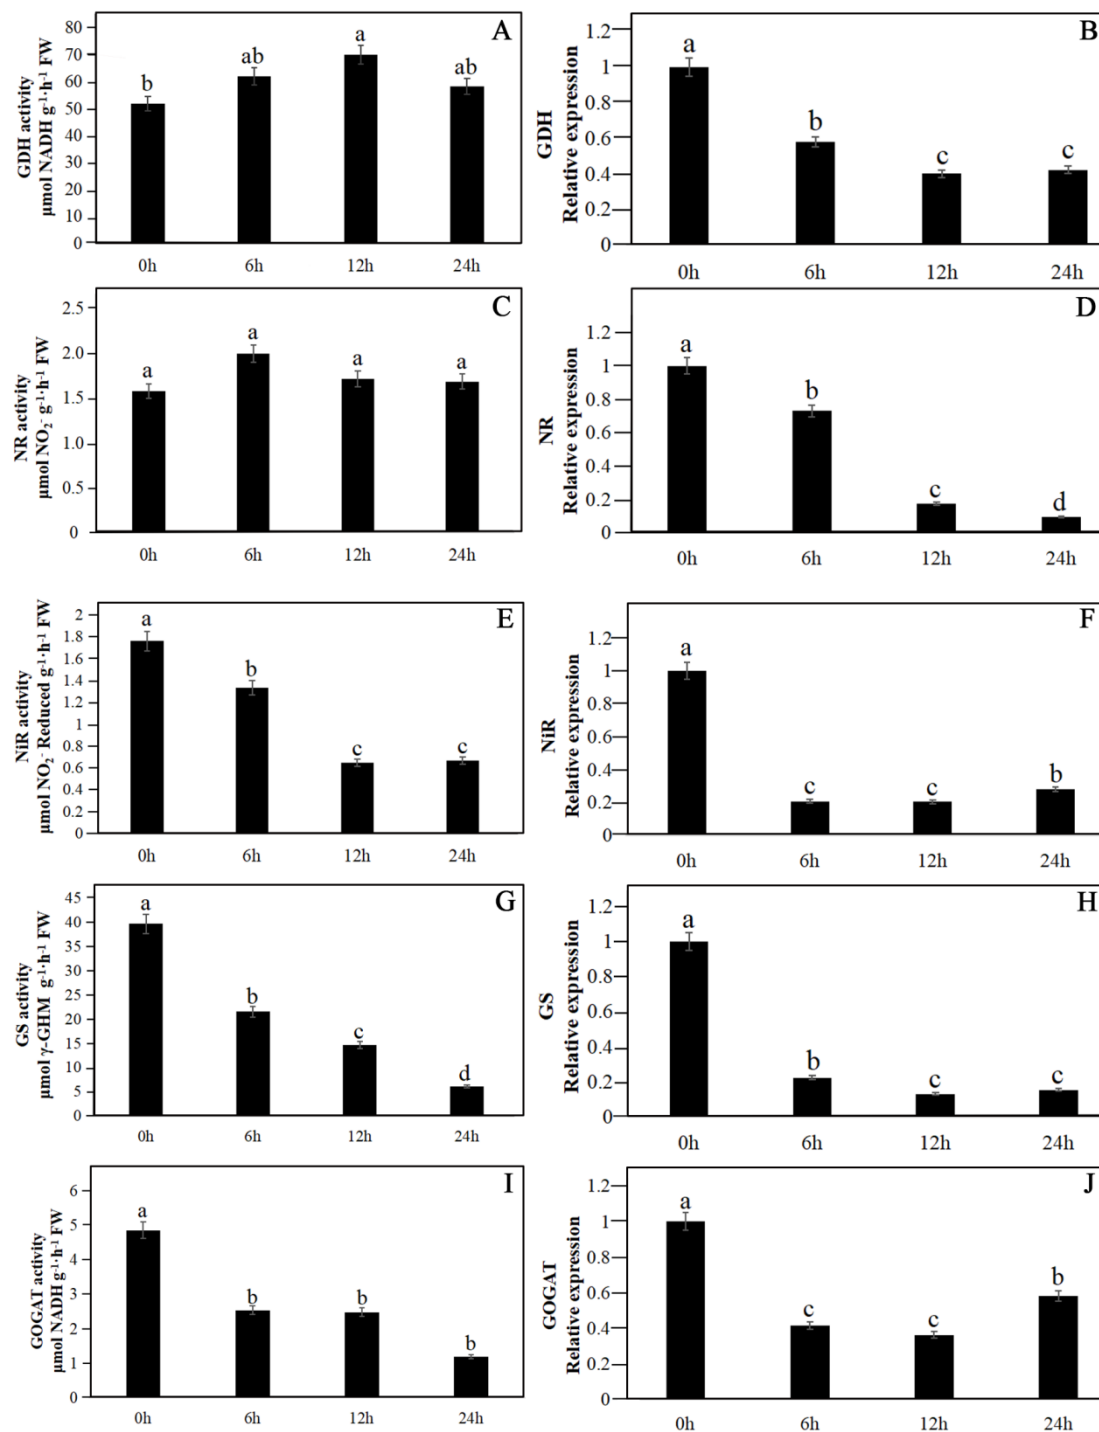 A
GDH activity
µmol NADH g⁻¹·h⁻¹ FW
80
70
60
50
40
30
20
10
0
b
ab
a
ab
0h
6h
12h
24h
B
GDH
Relative expression
1.2
1
0.8
0.6
0.4
0.2
0
a
b
c
c
0h
6h
12h
24h
C
NR activity
µmol NO₂⁻ g⁻¹·h⁻¹ FW
2.5
2.0
1.5
1.0
0.5
0
a
a
a
a
0h
6h
12h
24h
D
NR
Relative expression
1.2
1
0.8
0.6
0.4
0.2
0
a
b
c
d
0h
6h
12h
24h
E
NiR activity
µmol NO₂⁻ Reduced g⁻¹·h⁻¹ FW
2
1.8
1.6
1.4
1.2
1
0.8
0.6
0.4
0.2
0
a
b
c
c
0h
6h
12h
24h
F
NiR
Relative expression
1.2
1
0.8
0.6
0.4
0.2
0
a
c
c
b
0h
6h
12h
24h
G
GS activity
µmol γ-GHM g⁻¹·h⁻¹ FW
45
40
35
30
25
20
15
10
5
0
a
b
c
d
0h
6h
12h
24h
H
GS
Relative expression
1.2
1
0.8
0.6
0.4
0.2
0
a
b
c
c
0h
6h
12h
24h
I
GOGAT activity
µmol NADH g⁻¹·h⁻¹ FW
6
5
4
3
2
1
0
a
b
b
b
0h
6h
12h
24h
J
GOGAT
Relative expression
1.2
1
0.8
0.6
0.4
0.2
0
a
c
c
b
0h
6h
12h
24h